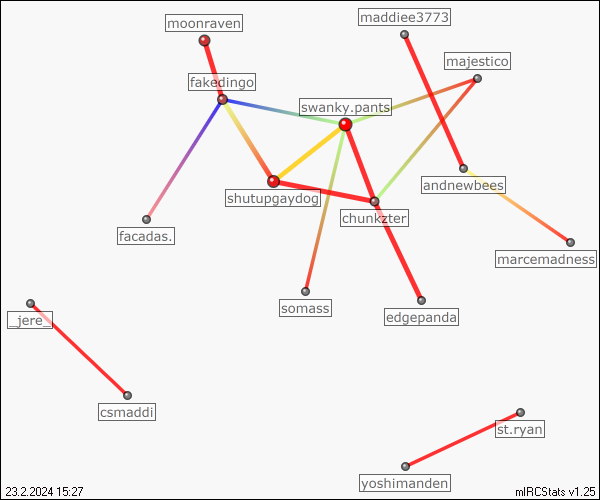 maddiee3773
moonraven
majestico
fakedingo
swanky.pants
andnewbees
shutupgaydog
chunkzter
facadas.
marcemadness
somass
edgepanda
_jere_
csmaddi
st.ryan
yoshimanden
23.2.2024 15:27
mIRCStats v1.25